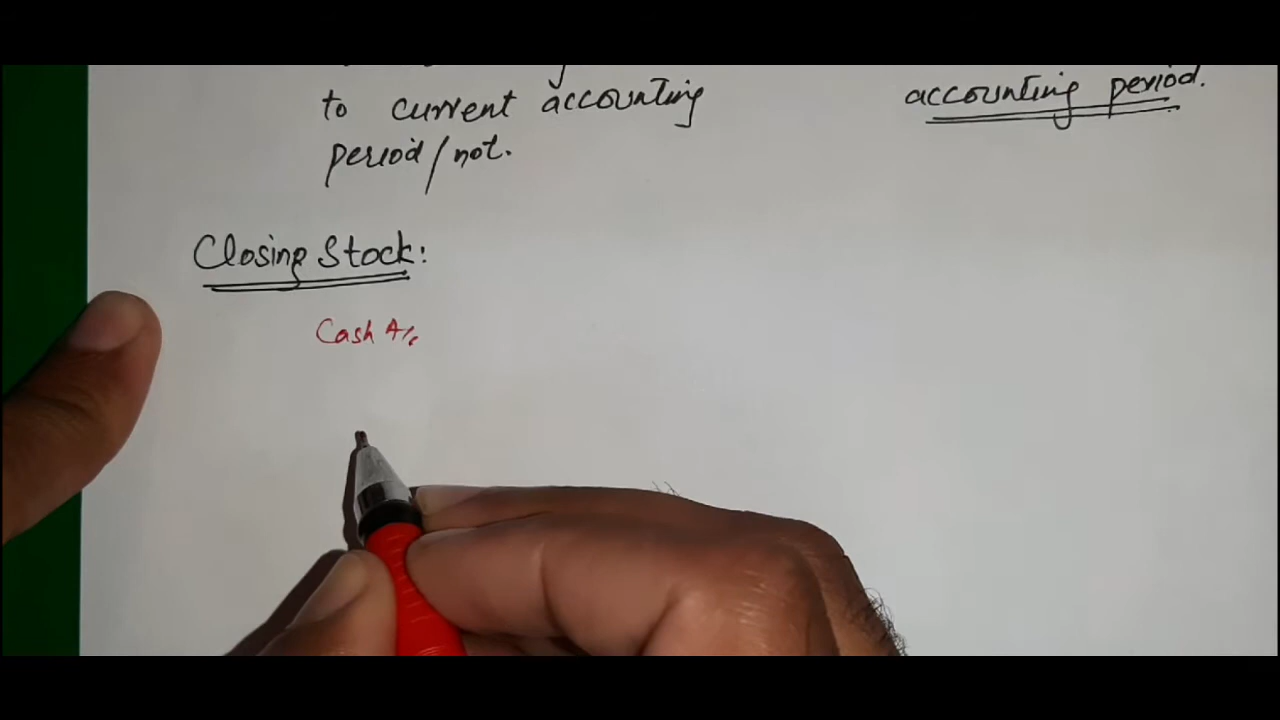 to current accounting
period/not.
accounting period.
Closing Stock:
Cash A/c